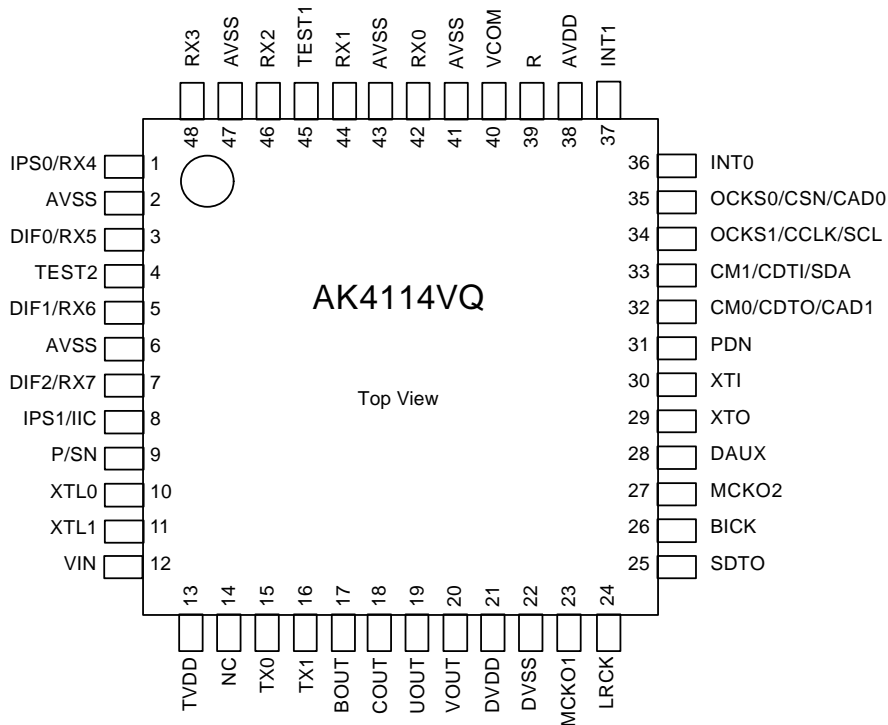 RX3 AVSS RX2 TEST1 RX1 AVSS RX0 AVSS VCOM R AVDD INT1
48 47 46 45 44 43 42 41 40 39 38 37
IPS0/RX4 1 36 INT0
AVSS 2 35 OCKS0/CSN/CAD0
DIF0/RX5 3 34 OCKS1/CCLK/SCL
TEST2 4 33 CM1/CDTI/SDA
DIF1/RX6 5 32 CM0/CDTO/CAD1
AK4114VQ
AVSS 6 31 PDN
DIF2/RX7 7 30 XTI
Top View
IPS1/IIC 8 29 XTO
P/SN 9 28 DAUX
XTL0 10 27 MCKO2
XTL1 11 26 BICK
VIN 12 25 SDTO
13 14 15 16 17 18 19 20 21 22 23 24
TVDD NC TX0 TX1 BOUT COUT UOUT VOUT DVDD DVSS MCKO1 LRCK